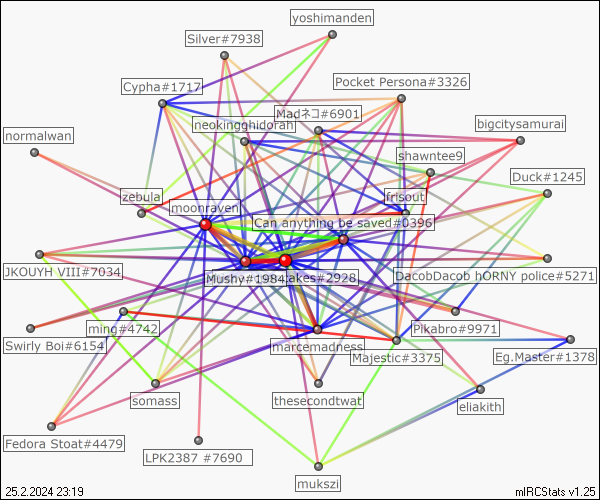 yoshimanden
Silver#7938
Cypha#1717
Pocket Persona#3326
Madネコ#6901
neokingghidorah
bigcitysamurai
normalwan
shawntee9
Duck#1245
zebula
frisout
moonraven
Can anything be saved#0396
JKOUYH VIII#7034
Mushy#1984
akes#2928
DacobDacob hORNY police#5271
ming#4742
Pikabro#9971
Swirly Boi#6154
marcemadness
Majestic#3375
Eg.Master#1378
somass
thesecondtwat
eliakith
Fedora Stoat#4479
LPK2387 #7690
mukszi
25.2.2024 23:19
mIRCStats v1.25